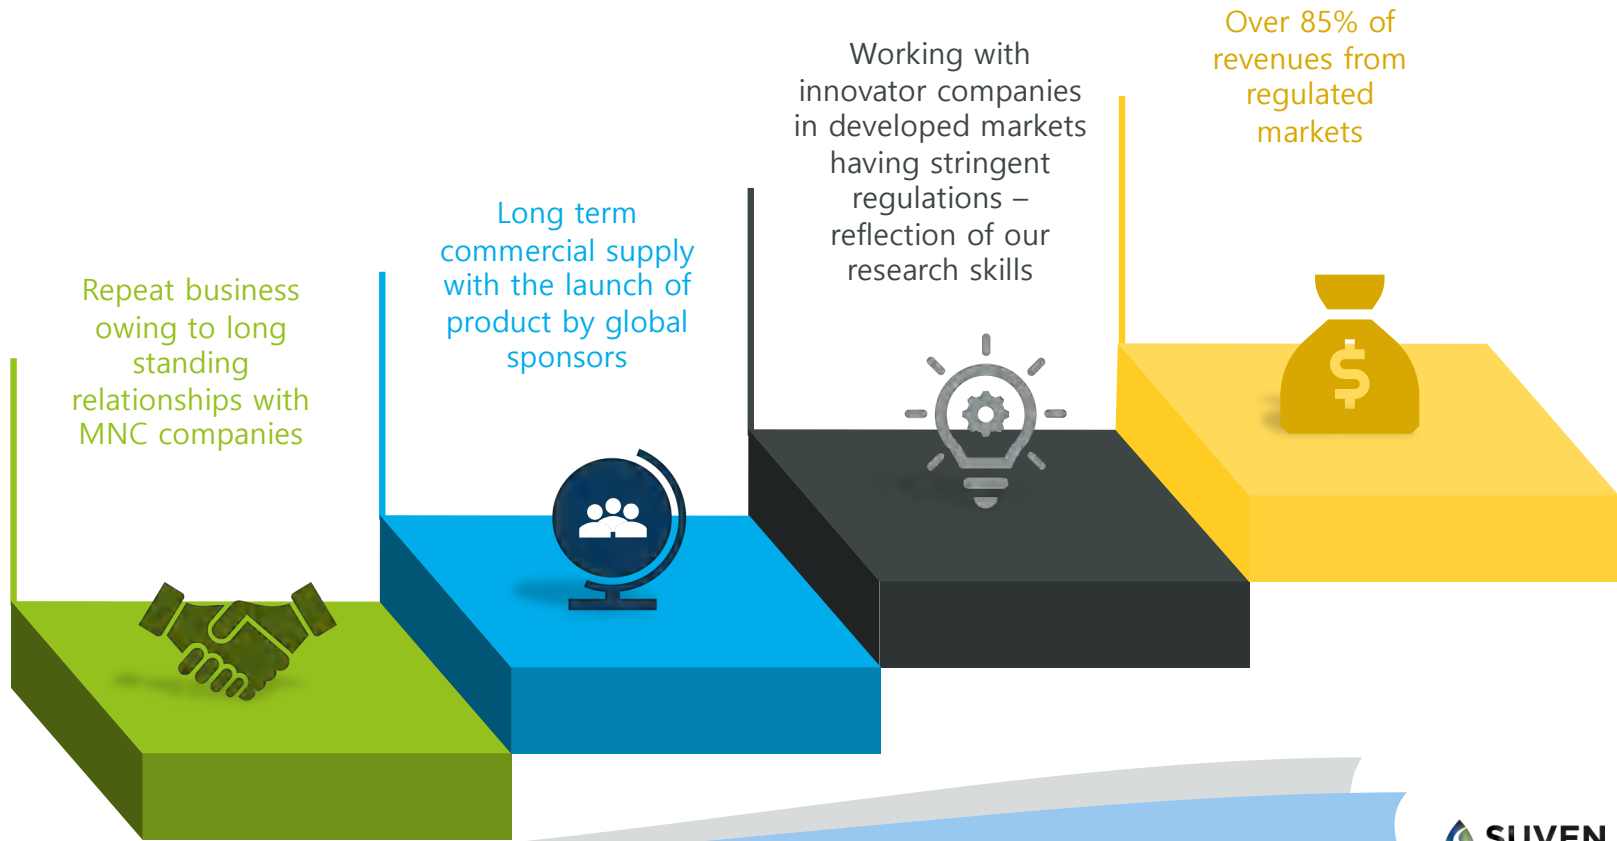 Repeat business
owing to long
standing
relationships with
MNC companies
Long term
commercial supply
with the launch of
product by global
sponsors
Working with
innovator companies
in developed markets
having stringent
regulations –
reflection of our
research skills
Over 85% of
revenues from
regulated
markets
$
SUVEN